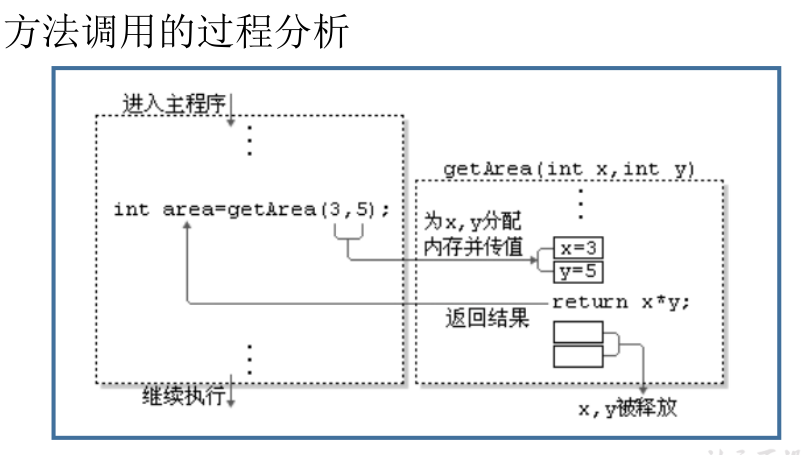 方法调用的过程分析
进入主程序
getArea(int x,int y)
int area=getArea(3,5);
为x,y分配
内存并传值
x=3
y=5
return x*y;
返回结果
继续执行
x,y被释放